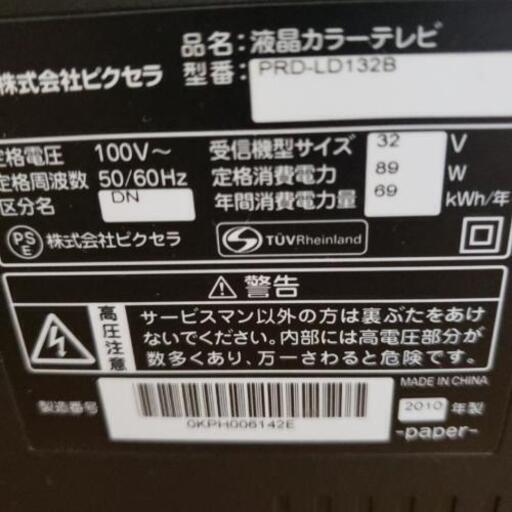 品名：液晶カラーテレビ
株式会社ピクセラ 型番： PRD-LD132B
定格電圧 100V～ 受信機型サイズ 32 V
定格周波数 50/60Hz 定格消費電力 89 W
区分名 DN 年間消費電力量 69 kWh/年
PSE 株式会社ピクセラ TÜVRheinland
警告
高圧注意
サービスマン以外の方は裏ぶたをあけ
ないでください。内部には高電圧部分が
数多くあり、万一さわると危険です。
MADE IN CHINA
製造番号 0KPH006142E 2010 年製
-paper-